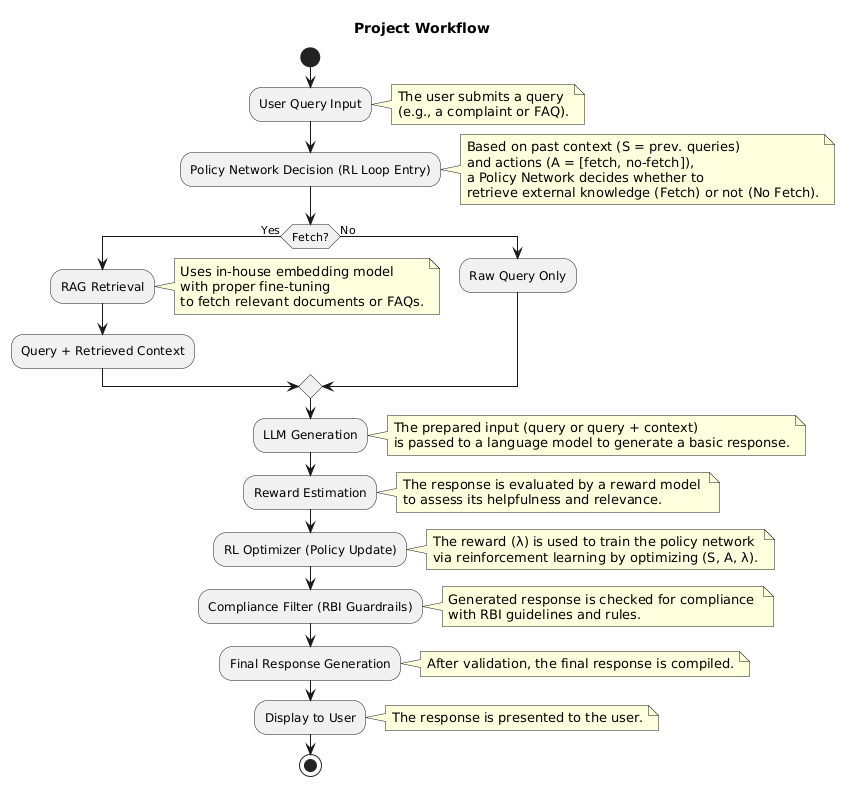 Project Workflow
User Query Input
The user submits a query
(e.g., a complaint or FAQ).
Policy Network Decision (RL Loop Entry)
Based on past context (S = prev. queries)
and actions (A = [fetch, no-fetch]),
a Policy Network decides whether to
retrieve external knowledge (Fetch) or not (No Fetch).
Yes
Fetch?
No
RAG Retrieval
Uses in-house embedding model
with proper fine-tuning
to fetch relevant documents or FAQs.
Raw Query Only
Query + Retrieved Context
LLM Generation
The prepared input (query or query + context)
is passed to a language model to generate a basic response.
Reward Estimation
The response is evaluated by a reward model
to assess its helpfulness and relevance.
RL Optimizer (Policy Update)
The reward (λ) is used to train the policy network
via reinforcement learning by optimizing (S, A, λ).
Compliance Filter (RBI Guardrails)
Generated response is checked for compliance
with RBI guidelines and rules.
Final Response Generation
After validation, the final response is compiled.
Display to User
The response is presented to the user.